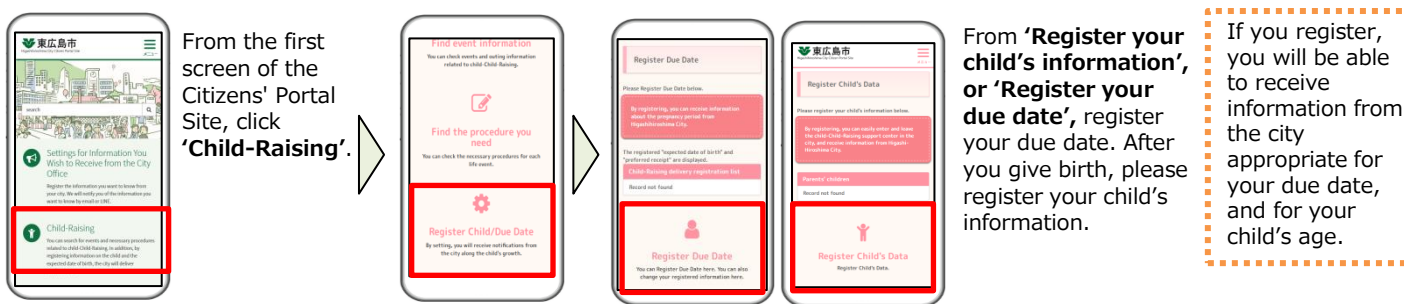 東広島市
Higashihiroshima City Citizen Portal Site
search
Settings for Information You
Wish to Receive from the City
Office
Register the information you want to know from
your city. We will notify you of the information you
want to know by email or LINE.
Child-Raising
You can search for events and necessary procedures
related to child-Child-Raising. In addition, by
registering information on the child and the
expected date of birth, the city will deliver
From the first
screen of the
Citizens' Portal
Site, click
‘Child-Raising’.
Find event information
You can check events and outing information
related to child-Child-Raising.
Find the procedure you
need
You can check the necessary procedures for each
life event.
Register Child/Due Date
By setting, you will receive notifications from
the city along the child's growth.
Register Due Date
Please Register Due Date below.
By registering, you can receive information
about the pregnancy period from
Higashihiroshima City.
The registered "expected date of birth" and
"preferred receipt" are displayed.
Child-Raising delivery registration list
Record not found
Register Due Date
You can Register Due Date here. You can also
change your registered information here.
東広島市
Higashihiroshima City Citizen Portal Site
Register Child's Data
Please register your child's information below.
By registering, you can easily enter and leave
the child-Child-Raising support center in the
city, and receive information from Higashi-
Hiroshima City.
Parents' children
Record not found
Register Child's Data
Register Child's Data.
From ‘Register your
child’s information’,
or ‘Register your
due date’, register
your due date. After
you give birth, please
register your child’s
information.
If you register,
you will be able
to receive
information from
the city
appropriate for
your due date,
and for your
child’s age.